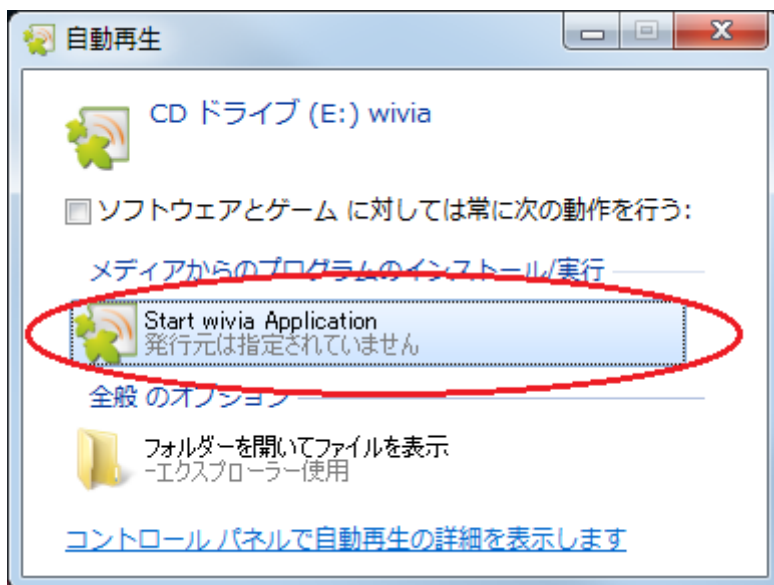 自動再生
CD ドライブ (E:) wivia
ソフトウェアとゲーム に対しては常に次の動作を行う:
メディアからのプログラムのインストール/実行
Start wivia Application
発行元は指定されていません
全般 のオプション
フォルダーを開いてファイルを表示
-エクスプローラー使用
コントロール パネルで自動再生の詳細を表示します